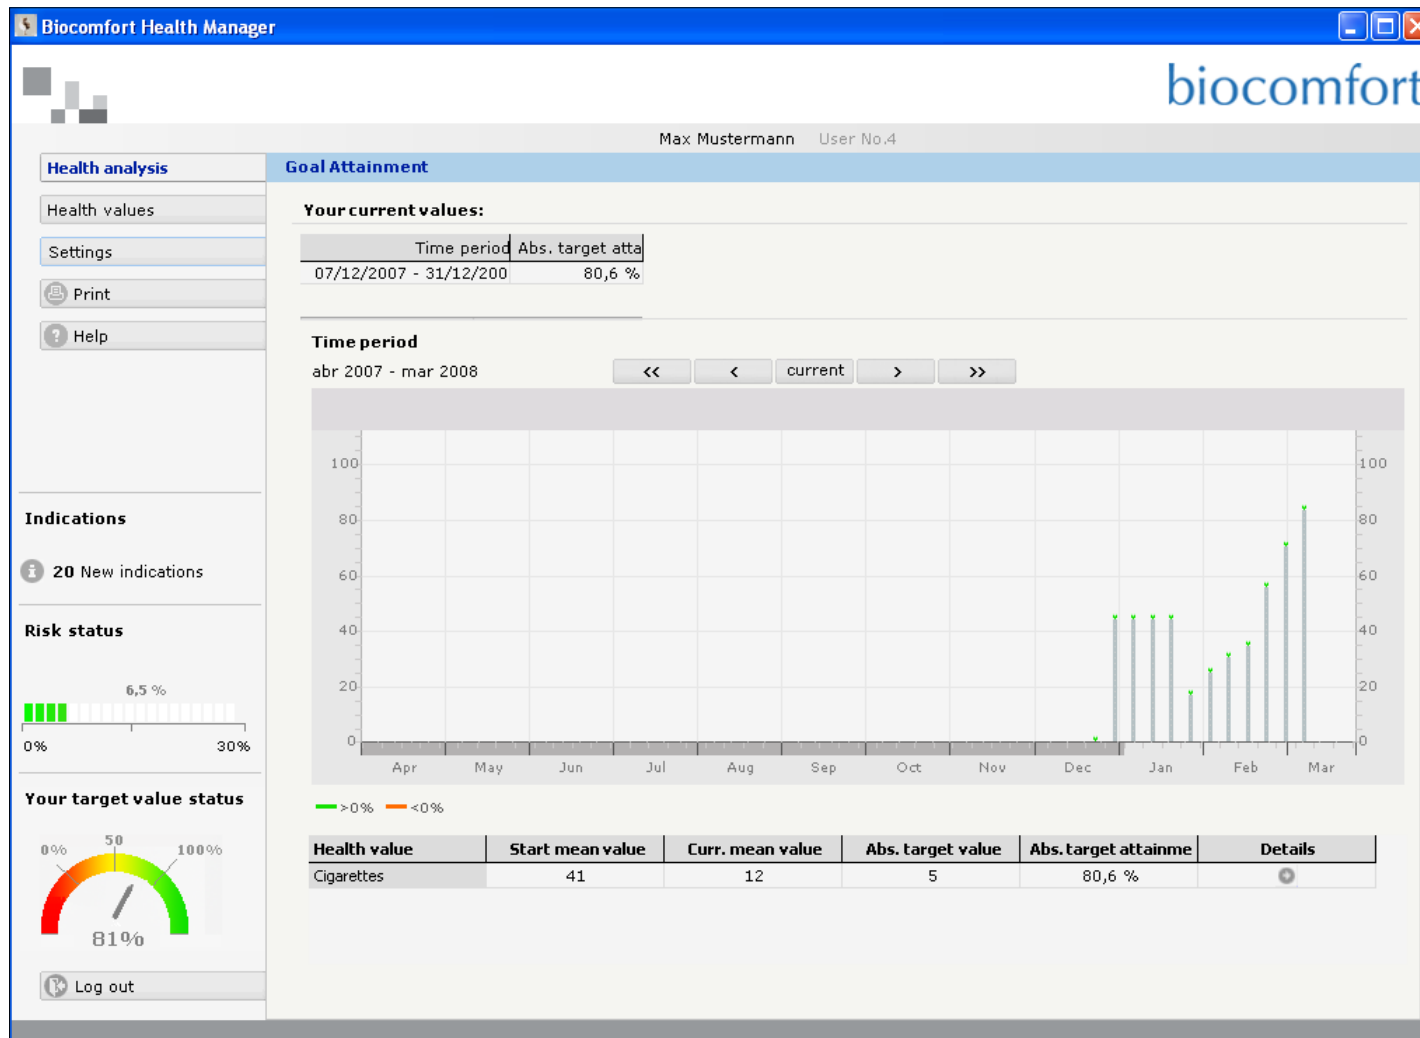 Biocomfort Health Manager
biocomfort
Max Mustermann User No.4
Health analysis
Health values
Settings
Print
Help
Goal Attainment
Your current values:
Time period Abs. target atta
07/12/2007 - 31/12/200 80,6 %
Time period
abr 2007 - mar 2008
<< < current > >>
100 100
80 80
60 60
40 40
20 20
0 0
Apr May Jun Jul Aug Sep Oct Nov Dec Jan Feb Mar
>0% <0%
Health value Start mean value Curr. mean value Abs. target value Abs. target attainme Details
Cigarettes 41 12 5 80,6 %
Indications
20 New indications
Risk status
6,5 %
0% 30%
Your target value status
0% 50 100%
81%
Log out